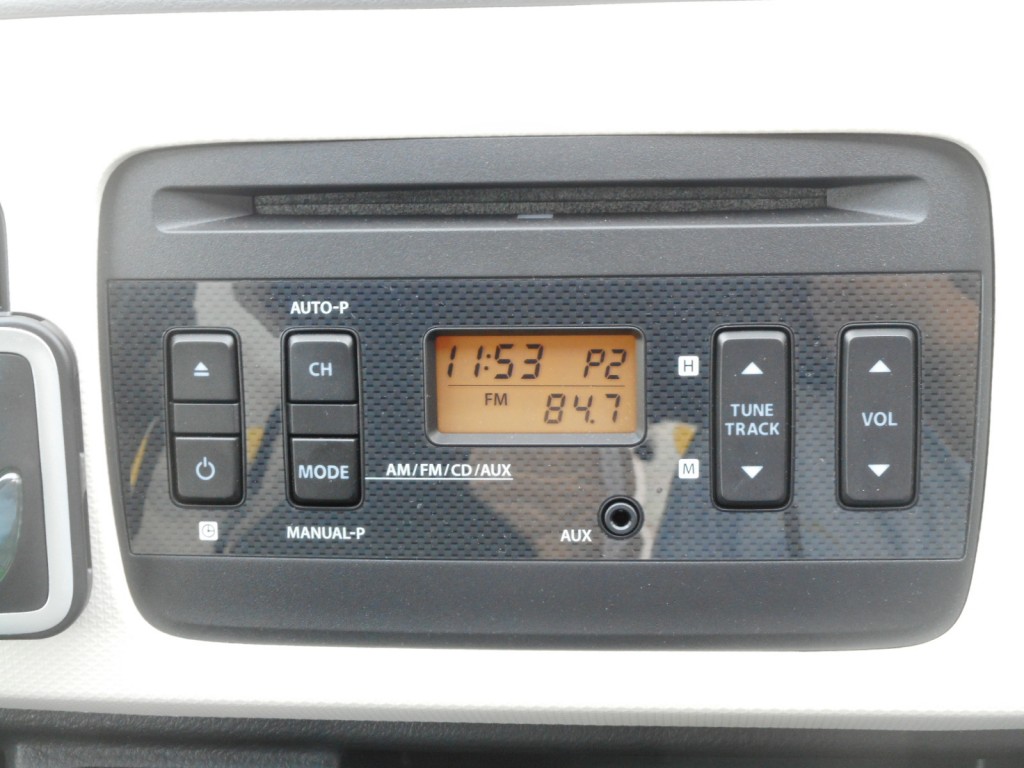 AUTO-P
CH
11:53 P2
H
TUNE
TRACK
VOL
FM 84.7
MODE
AM/FM/CD/AUX
M
MANUAL-P
AUX